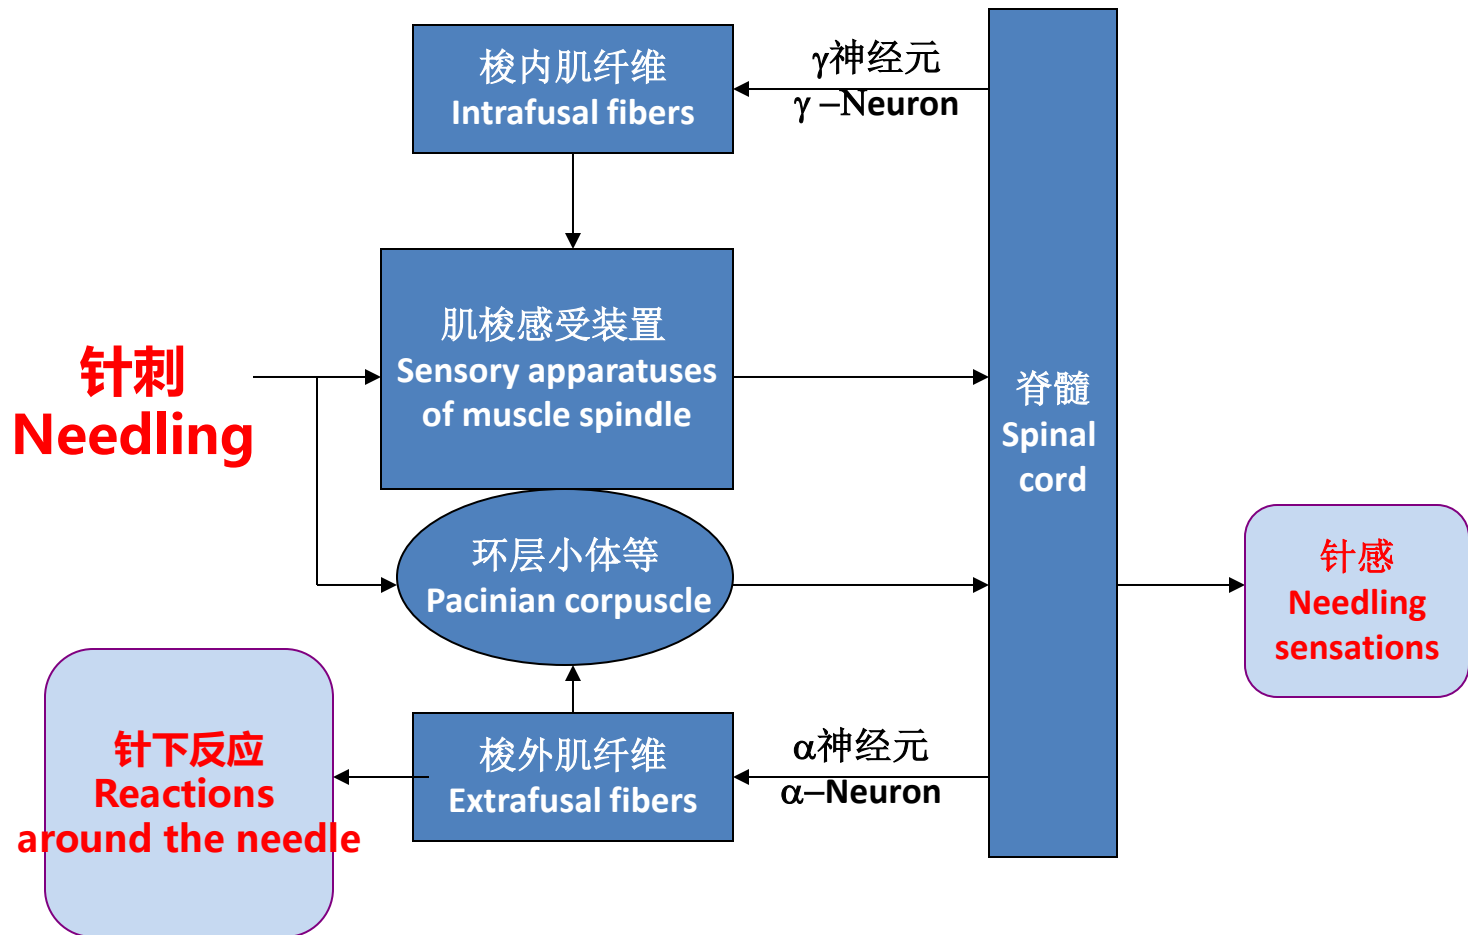 梭内肌纤维
Intrafusal fibers
γ神经元
γ –Neuron
肌梭感受装置
Sensory apparatuses
of muscle spindle
针刺
Needling
脊髓
Spinal
cord
环层小体等
Pacinian corpuscle
针感
Needling
sensations
针下反应
Reactions
around the needle
梭外肌纤维
Extrafusal fibers
α神经元
α–Neuron